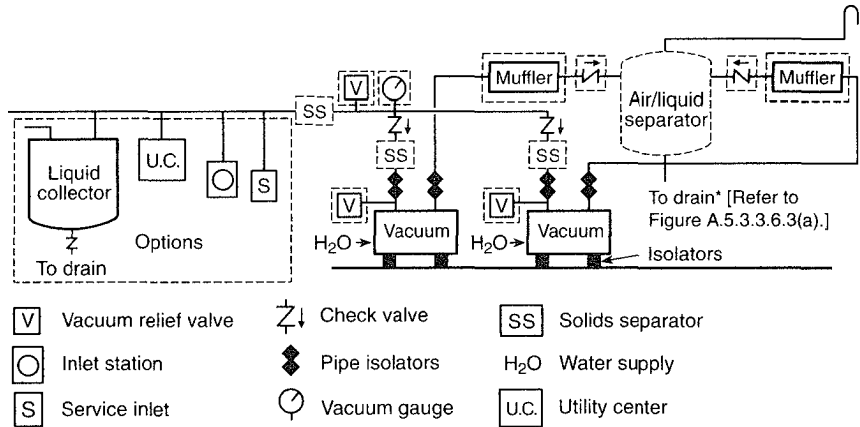 Muffler
Muffler
V
SS
Air/liquid
separator
Liquid
collector
U.C.
S
SS
SS
V
V
To drain* [Refer to
Figure A.5.3.3.6.3(a).]
Vacuum
Vacuum
H₂O
H₂O
Options
To drain
Isolators
V Vacuum relief valve
Check valve
SS Solids separator
Inlet station
Pipe isolators
H₂O Water supply
S Service inlet
Vacuum gauge
U.C. Utility center